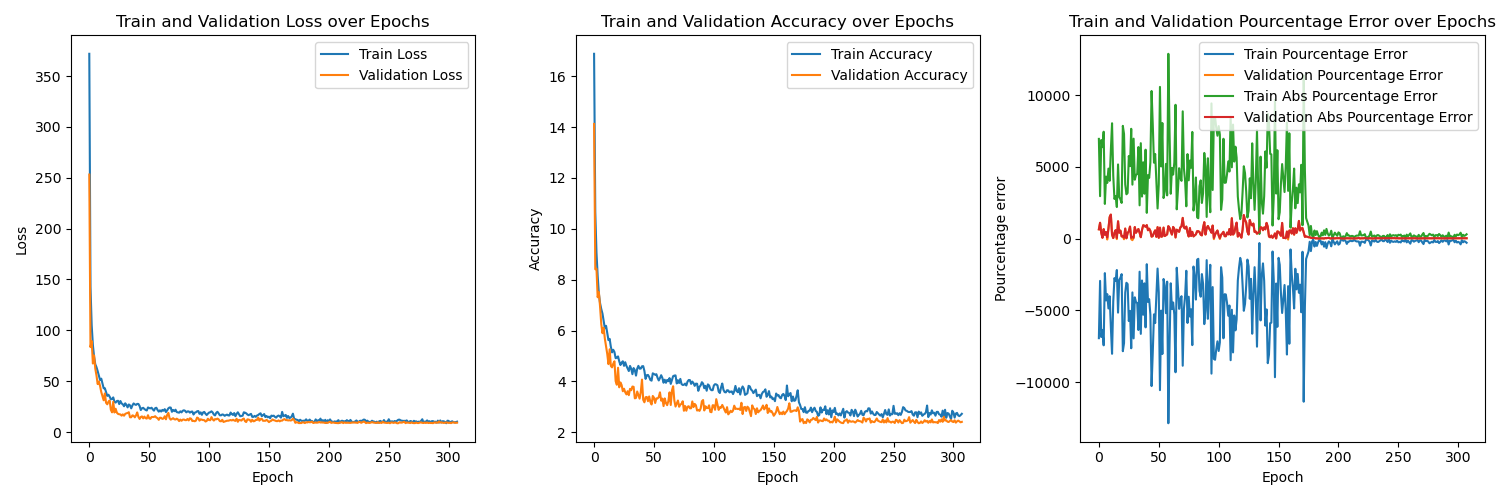 Train and Validation Loss over Epochs
Train Loss
Validation Loss
350
300
250
200
150
100
50
0
Loss
0 50 100 150 200 250 300
Epoch
Train and Validation Accuracy over Epochs
Train Accuracy
Validation Accuracy
16
14
12
10
8
6
4
2
Accuracy
0 50 100 150 200 250 300
Epoch
Train and Validation Pourcentage Error over Epochs
Train Pourcentage Error
Validation Pourcentage Error
Train Abs Pourcentage Error
Validation Abs Pourcentage Error
10000
5000
0
−5000
−10000
Pourcentage error
0 50 100 150 200 250 300
Epoch